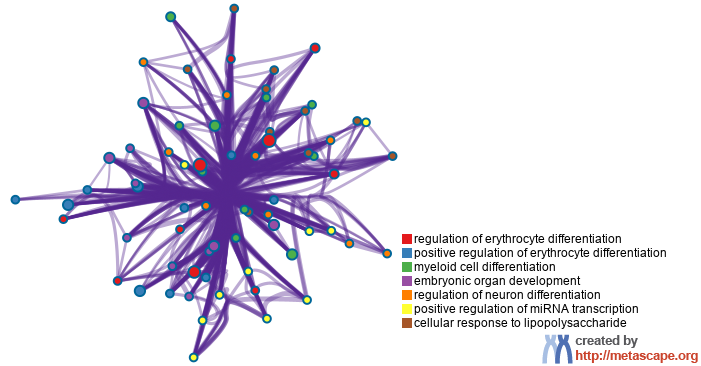 regulation of erythrocyte differentiation
positive regulation of erythrocyte differentiation
myeloid cell differentiation
embryonic organ development
regulation of neuron differentiation
positive regulation of miRNA transcription
cellular response to lipopolysaccharide
created by
http://metascape.org